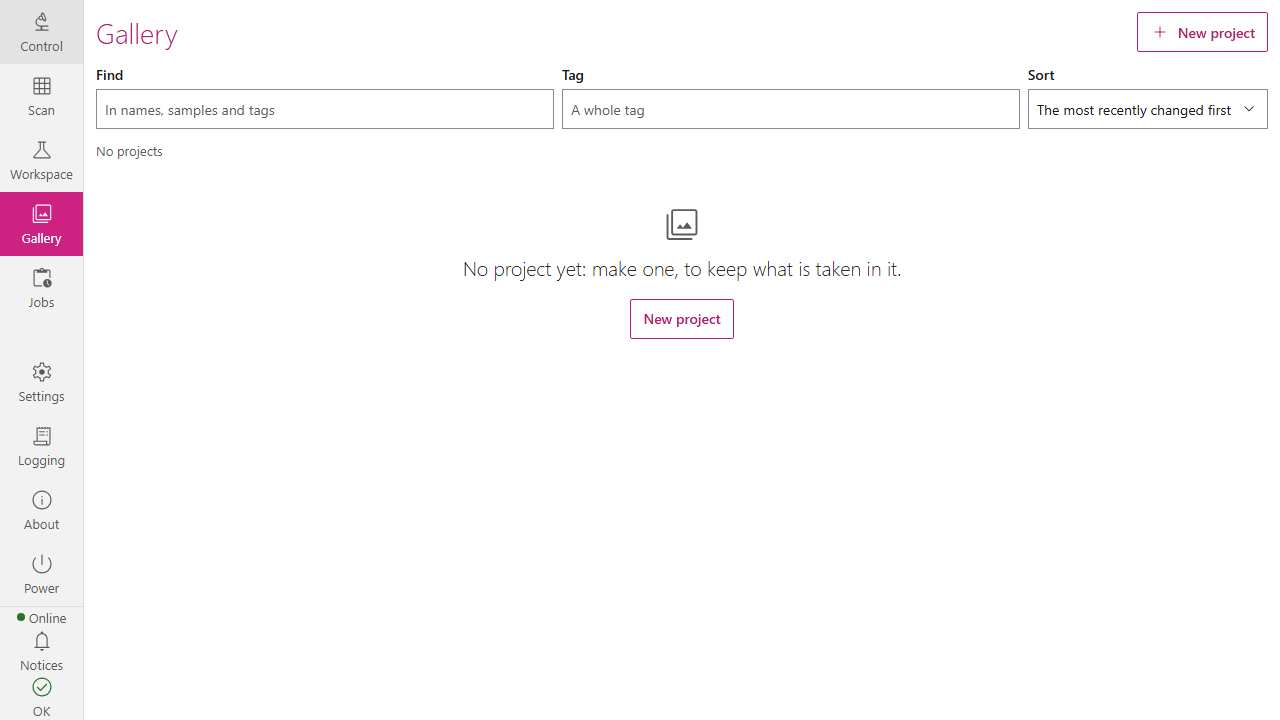 Control
Scan
Workspace
Gallery
Jobs
Settings
Logging
About
Power
Online
Notices
OK
Gallery
New project
Find
Tag
Sort
In names, samples and tags
A whole tag
The most recently changed first
No projects
No project yet: make one, to keep what is taken in it.
New project